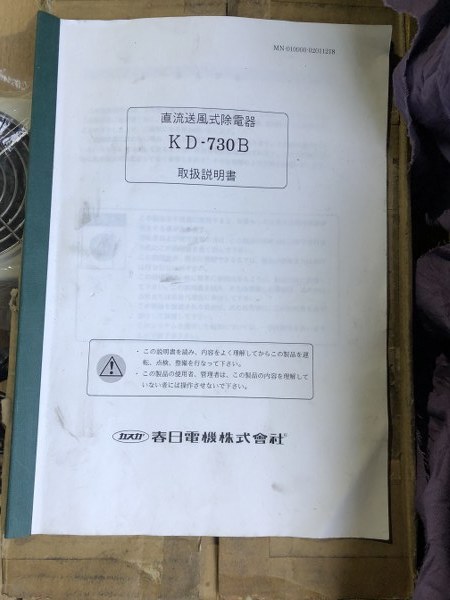 MN-010000-02011208
直流送風式除電器
KD-730B
取扱説明書
・この説明書を読み、内容をよく理解してからこの製品を運
転、点検、整備を行なって下さい。
・この製品の使用者、管理者は、この製品の内容を理解して
いない者には操作させないで下さい。
カスガ 春日電機株式會社